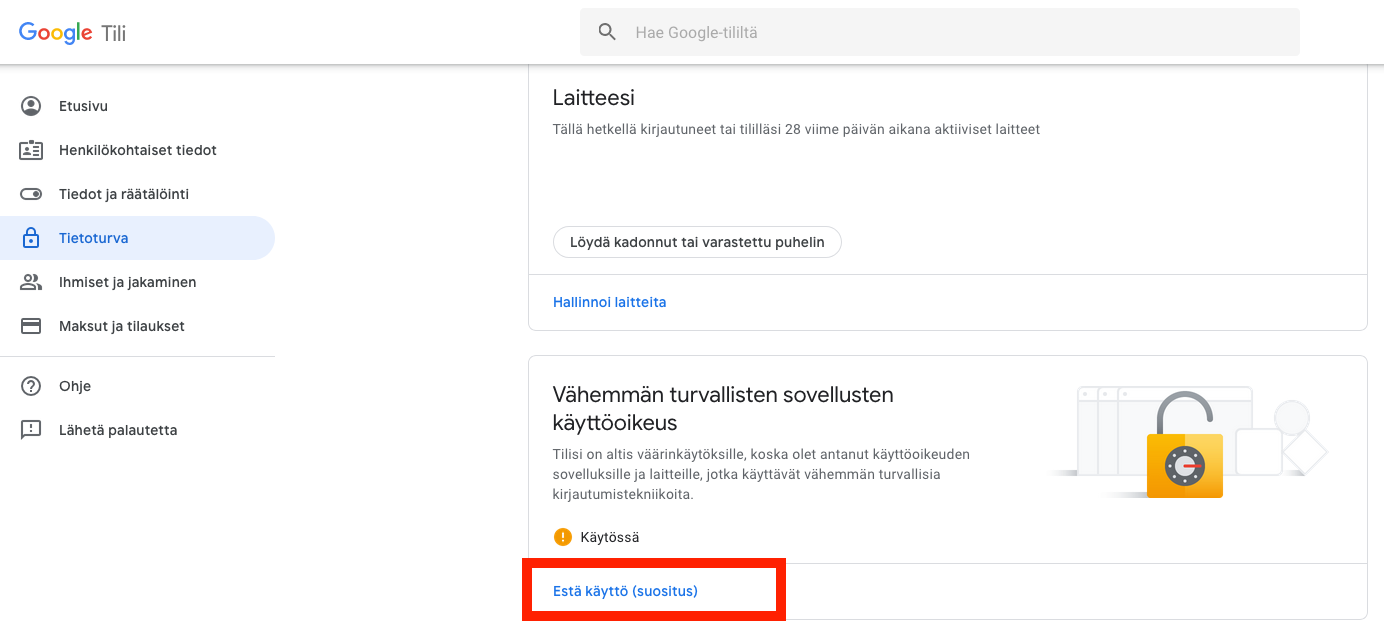 Google Tili
Hae Google-tililtä
Etusivu
Henkilökohtaiset tiedot
Tiedot ja räätälöinti
Tietoturva
Ihmiset ja jakaminen
Maksut ja tilaukset
Ohje
Lähetä palautetta
Laitteesi
Tällä hetkellä kirjautuneet tai tililläsi 28 viime päivän aikana aktiiviset laitteet
Löydä kadonnut tai varastettu puhelin
Hallinnoi laitteita
Vähemmän turvallisten sovellusten
käyttöoikeus
Tilisi on altis väärinkäytöksille, koska olet antanut käyttöoikeuden
sovelluksille ja laitteille, jotka käyttävät vähemmän turvallisia
kirjautumistekniikoita.
Käytössä
Estä käyttö (suositus)